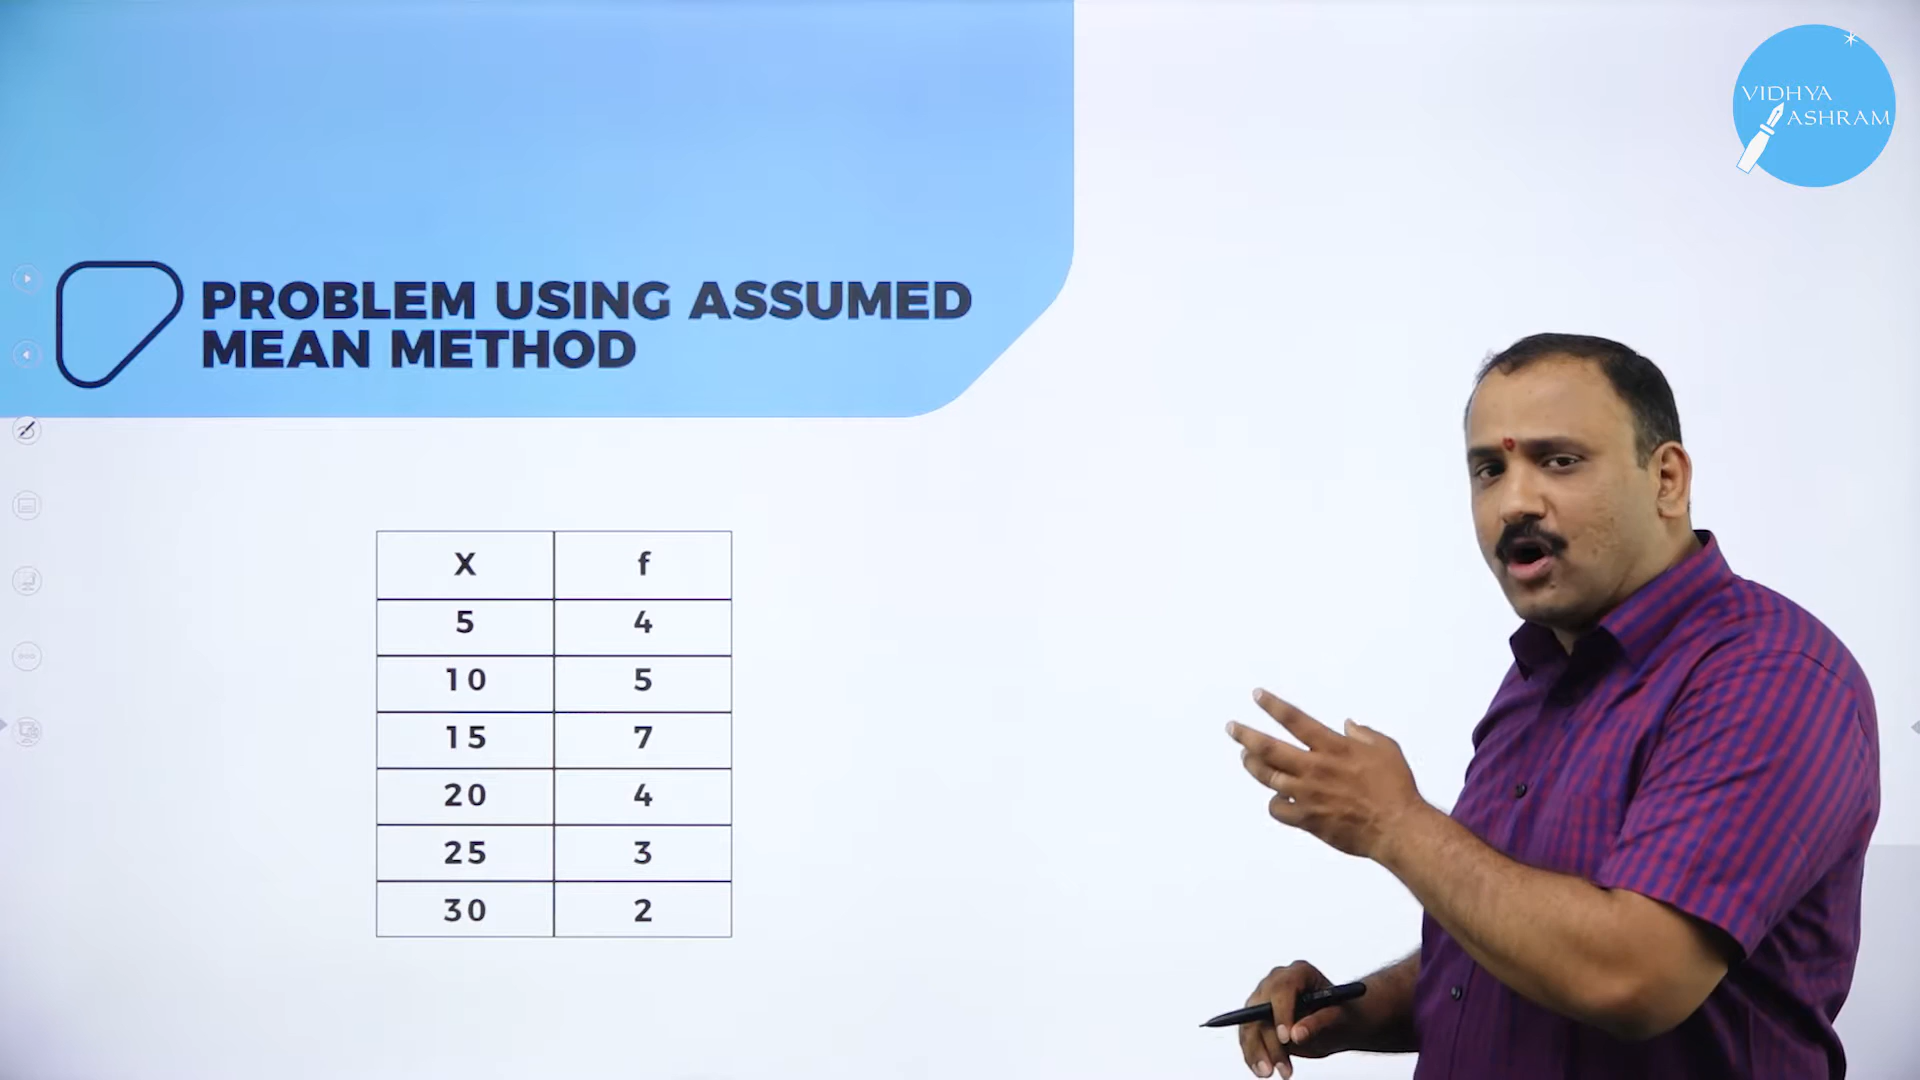 VIDHYA
ASHRAM
PROBLEM USING ASSUMED
MEAN METHOD
X f
5 4
10 5
15 7
20 4
25 3
30 2